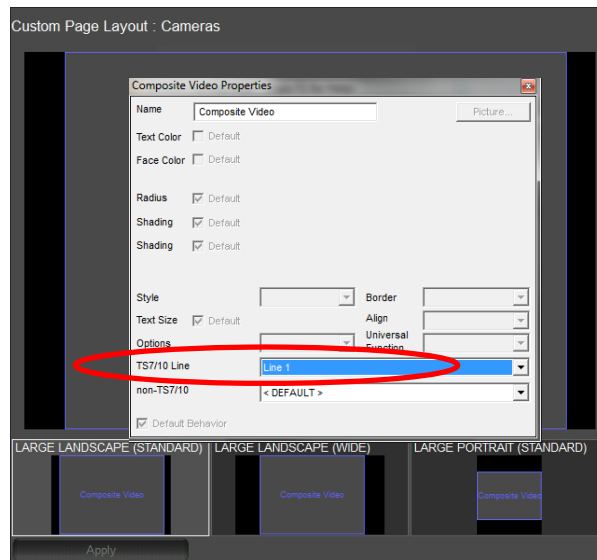 Custom Page Layout : Cameras
Composite Video Properties
Name Composite Video Picture...
Text Color Default
Face Color Default
Radius Default
Shading Default
Shading Default
Style Border
Text Size Default Align
Options Universal Function
TS7/10 Line Line 1
non-TS7/10 < DEFAULT >
Default Behavior
LARGE LANDSCAPE (STANDARD) LARGE LANDSCAPE (WIDE) LARGE PORTRAIT (STANDARD)
Composite Video Composite Video Composite Video
Apply